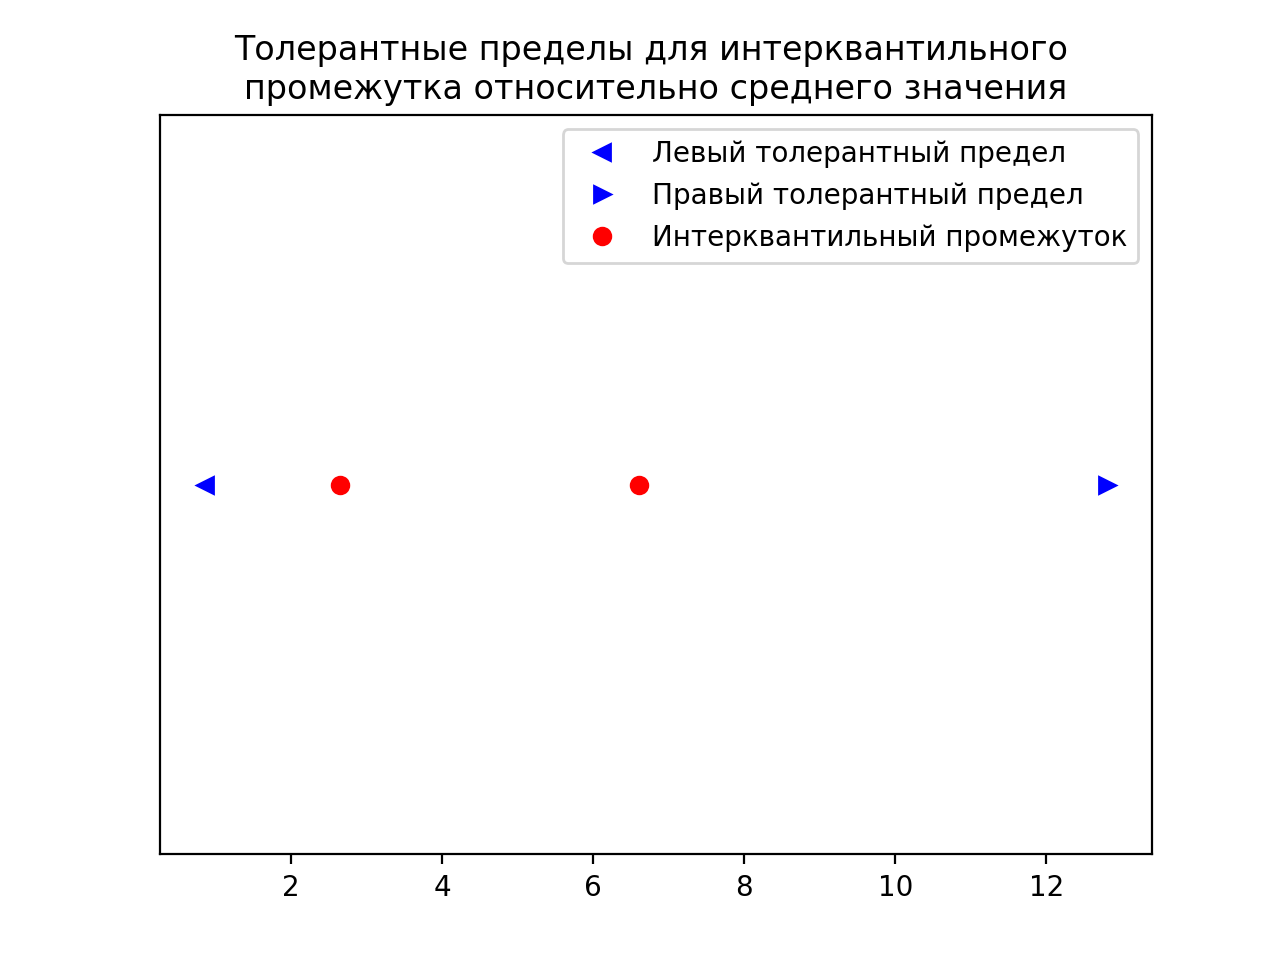 Толерантные пределы для интерквантильного
промежутка относительно среднего значения
Левый толерантный предел
Правый толерантный предел
Интерквантильный промежуток
2 4 6 8 10 12